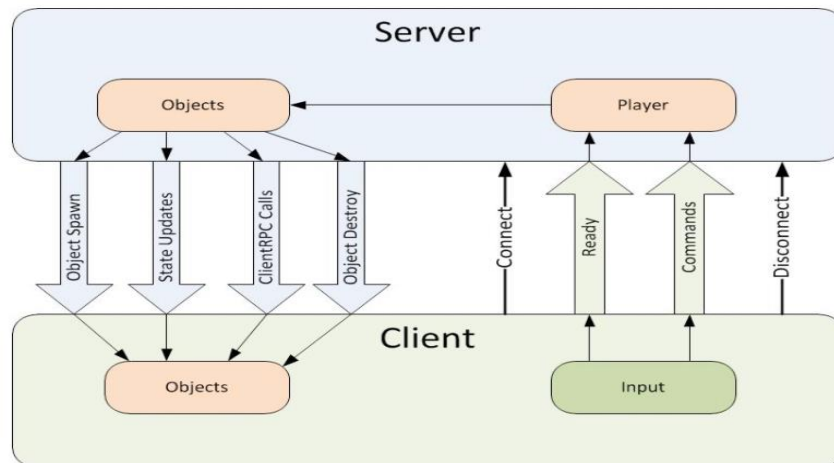 Server
Objects
Player
Object Spawn
State Updates
ClientRPC Calls
Object Destroy
Connect
Ready
Commands
Disconnect
Client
Objects
Input